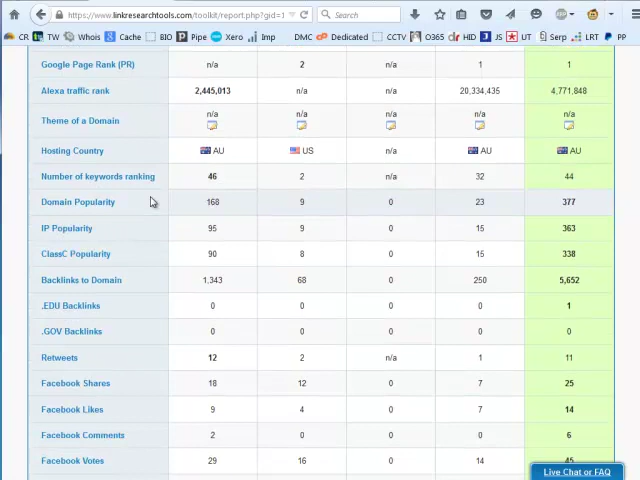 https://www.linkresearchtools.com/toolkit/report.php?gid=1 Search
CR TW Whois Cache BIO Pipe Xero Imp DMC Dedicated CCTV O365 HID JS UT Serp LRT PP
Google Page Rank (PR) n/a 2 n/a 1 1
Alexa traffic rank 2,445,013 n/a n/a 20,334,435 4,771,848
Theme of a Domain n/a n/a n/a n/a n/a
Hosting Country AU US n/a AU AU
Number of keywords ranking 46 2 n/a 32 44
Domain Popularity 168 9 0 23 377
IP Popularity 95 9 0 15 363
ClassC Popularity 90 8 0 15 338
Backlinks to Domain 1,343 68 0 250 5,652
.EDU Backlinks 0 0 0 0 1
.GOV Backlinks 0 0 0 0 0
Retweets 12 2 n/a 1 11
Facebook Shares 18 12 0 7 25
Facebook Likes 9 4 0 7 14
Facebook Comments 2 0 0 0 6
Facebook Votes 29 16 0 14 45
Live Chat or FAQ